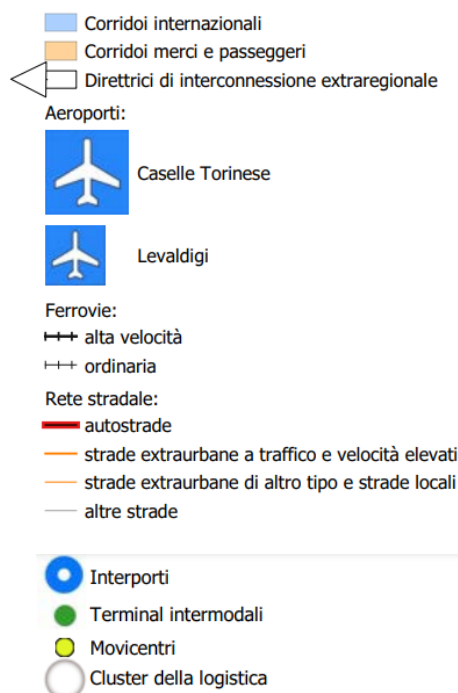 Corridoi internazionali
Corridoi merci e passeggeri
Direttrici di interconnessione extraregionale
Aeroporti:
Caselle Torinese
Levaldigi
Ferrovie:
alta velocità
ordinaria
Rete stradale:
autostrade
strade extraurbane a traffico e velocità elevati
strade extraurbane di altro tipo e strade locali
altre strade
Interporti
Terminal intermodali
Movicentri
Cluster della logistica